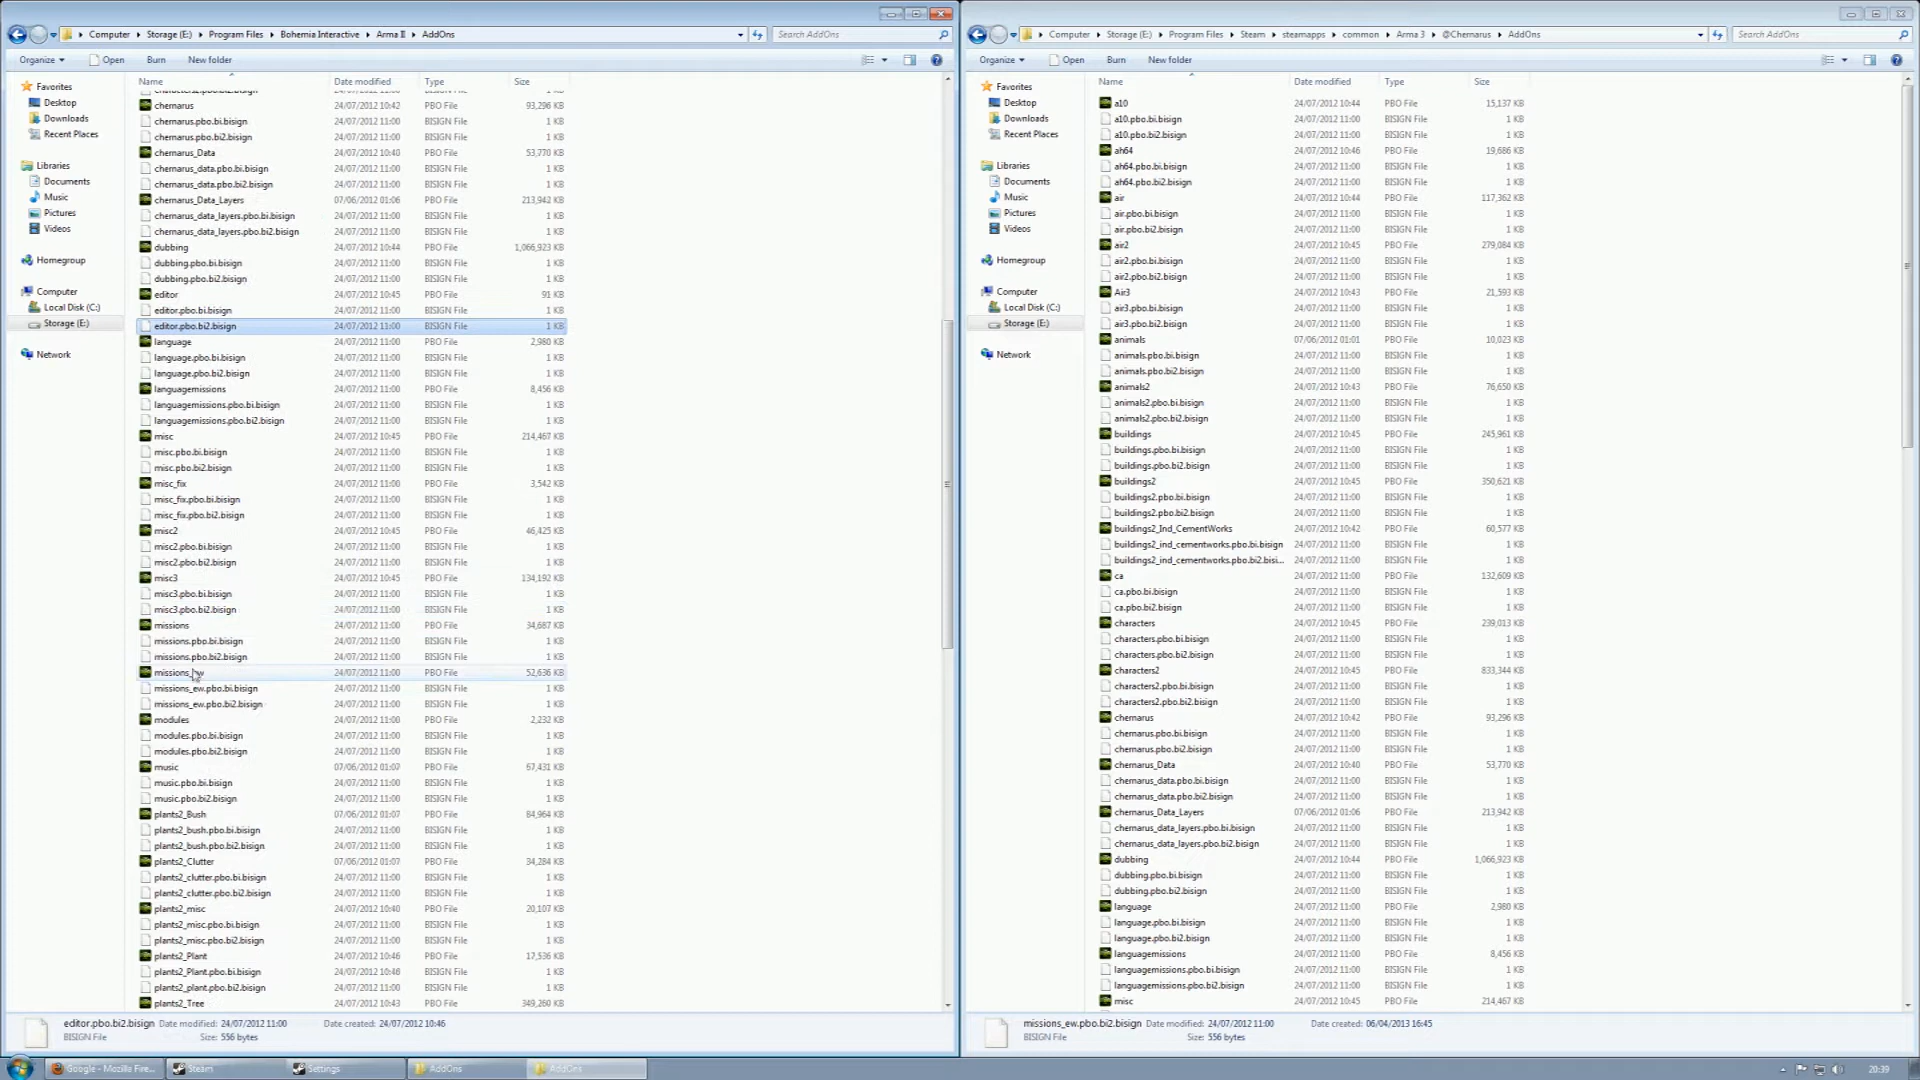 Computer ▸ Storage (E:) ▸ Program Files ▸ Bohemia Interactive ▸ Arma II ▸ AddOns
Search AddOns
Organize Open Burn New folder
Name Date modified Type Size
Favorites
Desktop
Downloads
Recent Places
Libraries
Documents
Music
Pictures
Videos
Homegroup
Computer
Local Disk (C:)
Storage (E:)
Network
chernarus 24/07/2012 10:42 PBO File 93,296 KB
chernarus.pbo.bi.bisign 24/07/2012 11:00 BISIGN File 1 KB
chernarus.pbo.bi2.bisign 24/07/2012 11:00 BISIGN File 1 KB
chernarus_Data 24/07/2012 10:40 PBO File 53,770 KB
chernarus_data.pbo.bi.bisign 24/07/2012 11:00 BISIGN File 1 KB
chernarus_data.pbo.bi2.bisign 24/07/2012 11:00 BISIGN File 1 KB
chernarus_Data_Layers 07/06/2012 01:06 PBO File 213,942 KB
chernarus_data_layers.pbo.bi.bisign 24/07/2012 11:00 BISIGN File 1 KB
chernarus_data_layers.pbo.bi2.bisign 24/07/2012 11:00 BISIGN File 1 KB
dubbing 24/07/2012 10:44 PBO File 1,066,923 KB
dubbing.pbo.bi.bisign 24/07/2012 11:00 BISIGN File 1 KB
dubbing.pbo.bi2.bisign 24/07/2012 11:00 BISIGN File 1 KB
editor 24/07/2012 10:45 PBO File 91 KB
editor.pbo.bi.bisign 24/07/2012 11:00 BISIGN File 1 KB
editor.pbo.bi2.bisign 24/07/2012 11:00 BISIGN File 1 KB
language 24/07/2012 11:00 PBO File 2,980 KB
language.pbo.bi.bisign 24/07/2012 11:00 BISIGN File 1 KB
language.pbo.bi2.bisign 24/07/2012 11:00 BISIGN File 1 KB
languagemissions 24/07/2012 11:00 PBO File 8,456 KB
languagemissions.pbo.bi.bisign 24/07/2012 11:00 BISIGN File 1 KB
languagemissions.pbo.bi2.bisign 24/07/2012 11:00 BISIGN File 1 KB
misc 24/07/2012 10:45 PBO File 214,467 KB
misc.pbo.bi.bisign 24/07/2012 11:00 BISIGN File 1 KB
misc.pbo.bi2.bisign 24/07/2012 11:00 BISIGN File 1 KB
misc_fix 24/07/2012 11:00 PBO File 3,542 KB
misc_fix.pbo.bi.bisign 24/07/2012 11:00 BISIGN File 1 KB
misc_fix.pbo.bi2.bisign 24/07/2012 11:00 BISIGN File 1 KB
misc2 24/07/2012 10:45 PBO File 46,425 KB
misc2.pbo.bi.bisign 24/07/2012 11:00 BISIGN File 1 KB
misc2.pbo.bi2.bisign 24/07/2012 11:00 BISIGN File 1 KB
misc3 24/07/2012 10:45 PBO File 134,192 KB
misc3.pbo.bi.bisign 24/07/2012 11:00 BISIGN File 1 KB
misc3.pbo.bi2.bisign 24/07/2012 11:00 BISIGN File 1 KB
missions 24/07/2012 11:00 PBO File 34,687 KB
missions.pbo.bi.bisign 24/07/2012 11:00 BISIGN File 1 KB
missions.pbo.bi2.bisign 24/07/2012 11:00 BISIGN File 1 KB
missions_ew 24/07/2012 11:00 PBO File 52,636 KB
missions_ew.pbo.bi.bisign 24/07/2012 11:00 BISIGN File 1 KB
missions_ew.pbo.bi2.bisign 24/07/2012 11:00 BISIGN File 1 KB
modules 24/07/2012 11:00 PBO File 2,232 KB
modules.pbo.bi.bisign 24/07/2012 11:00 BISIGN File 1 KB
modules.pbo.bi2.bisign 24/07/2012 11:00 BISIGN File 1 KB
music 07/06/2012 01:07 PBO File 67,431 KB
music.pbo.bi.bisign 24/07/2012 11:00 BISIGN File 1 KB
music.pbo.bi2.bisign 24/07/2012 11:00 BISIGN File 1 KB
plants2_Bush 07/06/2012 01:07 PBO File 84,964 KB
plants2_bush.pbo.bi.bisign 24/07/2012 11:00 BISIGN File 1 KB
plants2_bush.pbo.bi2.bisign 24/07/2012 11:00 BISIGN File 1 KB
plants2_Clutter 07/06/2012 01:07 PBO File 34,284 KB
plants2_clutter.pbo.bi.bisign 24/07/2012 11:00 BISIGN File 1 KB
plants2_clutter.pbo.bi2.bisign 24/07/2012 11:00 BISIGN File 1 KB
plants2_misc 24/07/2012 10:40 PBO File 20,107 KB
plants2_misc.pbo.bi.bisign 24/07/2012 11:00 BISIGN File 1 KB
plants2_misc.pbo.bi2.bisign 24/07/2012 11:00 BISIGN File 1 KB
plants2_Plant 24/07/2012 10:46 PBO File 17,536 KB
plants2_Plant.pbo.bi.bisign 24/07/2012 10:46 BISIGN File 1 KB
plants2_plant.pbo.bi2.bisign 24/07/2012 11:00 BISIGN File 1 KB
plants2_Tree 24/07/2012 10:43 PBO File 349,260 KB
editor.pbo.bi2.bisign Date modified: 24/07/2012 11:00 Date created: 24/07/2012 10:46
BISIGN File Size: 556 bytes
Computer ▸ Storage (E:) ▸ Program Files ▸ Steam ▸ steamapps ▸ common ▸ Arma 3 ▸ @Chernarus ▸ AddOns
Search AddOns
Organize Open Burn New folder
Name Date modified Type Size
Favorites
Desktop
Downloads
Recent Places
Libraries
Documents
Music
Pictures
Videos
Homegroup
Computer
Local Disk (C:)
Storage (E:)
Network
a10 24/07/2012 10:44 PBO File 15,137 KB
a10.pbo.bi.bisign 24/07/2012 11:00 BISIGN File 1 KB
a10.pbo.bi2.bisign 24/07/2012 11:00 BISIGN File 1 KB
ah64 24/07/2012 10:46 PBO File 19,686 KB
ah64.pbo.bi.bisign 24/07/2012 11:00 BISIGN File 1 KB
ah64.pbo.bi2.bisign 24/07/2012 11:00 BISIGN File 1 KB
air 24/07/2012 10:44 PBO File 117,362 KB
air.pbo.bi.bisign 24/07/2012 11:00 BISIGN File 1 KB
air.pbo.bi2.bisign 24/07/2012 11:00 BISIGN File 1 KB
air2 24/07/2012 10:45 PBO File 279,084 KB
air2.pbo.bi.bisign 24/07/2012 11:00 BISIGN File 1 KB
air2.pbo.bi2.bisign 24/07/2012 11:00 BISIGN File 1 KB
Air3 24/07/2012 10:42 PBO File 21,593 KB
air3.pbo.bi.bisign 24/07/2012 11:00 BISIGN File 1 KB
air3.pbo.bi2.bisign 24/07/2012 11:00 BISIGN File 1 KB
animals 07/06/2012 01:01 PBO File 10,023 KB
animals.pbo.bi.bisign 24/07/2012 11:00 BISIGN File 1 KB
animals.pbo.bi2.bisign 24/07/2012 11:00 BISIGN File 1 KB
animals2 24/07/2012 10:43 PBO File 76,650 KB
animals2.pbo.bi.bisign 24/07/2012 11:00 BISIGN File 1 KB
animals2.pbo.bi2.bisign 24/07/2012 11:00 BISIGN File 1 KB
buildings 24/07/2012 10:45 PBO File 245,961 KB
buildings.pbo.bi.bisign 24/07/2012 11:00 BISIGN File 1 KB
buildings.pbo.bi2.bisign 24/07/2012 11:00 BISIGN File 1 KB
buildings2 24/07/2012 10:45 PBO File 350,621 KB
buildings2.pbo.bi.bisign 24/07/2012 11:00 BISIGN File 1 KB
buildings2.pbo.bi2.bisign 24/07/2012 11:00 BISIGN File 1 KB
buildings2_Ind_CementWorks 24/07/2012 10:42 PBO File 60,577 KB
buildings2_ind_cementworks.pbo.bi.bisign 24/07/2012 11:00 BISIGN File 1 KB
buildings2_ind_cementworks.pbo.bi2.bisi... 24/07/2012 11:00 BISIGN File 1 KB
ca 24/07/2012 11:00 PBO File 132,609 KB
ca.pbo.bi.bisign 24/07/2012 11:00 BISIGN File 1 KB
ca.pbo.bi2.bisign 24/07/2012 11:00 BISIGN File 1 KB
characters 24/07/2012 11:00 PBO File 239,013 KB
characters.pbo.bi.bisign 24/07/2012 11:00 BISIGN File 1 KB
characters.pbo.bi2.bisign 24/07/2012 11:00 BISIGN File 1 KB
characters2 24/07/2012 10:45 PBO File 833,344 KB
characters2.pbo.bi.bisign 24/07/2012 11:00 BISIGN File 1 KB
characters2.pbo.bi2.bisign 24/07/2012 11:00 BISIGN File 1 KB
chernarus 24/07/2012 10:42 PBO File 93,296 KB
chernarus.pbo.bi.bisign 24/07/2012 11:00 BISIGN File 1 KB
chernarus.pbo.bi2.bisign 24/07/2012 11:00 BISIGN File 1 KB
chernarus_Data 24/07/2012 10:40 PBO File 53,770 KB
chernarus_data.pbo.bi.bisign 24/07/2012 11:00 BISIGN File 1 KB
chernarus_data.pbo.bi2.bisign 24/07/2012 11:00 BISIGN File 1 KB
chernarus_Data_Layers 07/06/2012 01:06 PBO File 213,942 KB
chernarus_data_layers.pbo.bi.bisign 24/07/2012 11:00 BISIGN File 1 KB
chernarus_data_layers.pbo.bi2.bisign 24/07/2012 11:00 BISIGN File 1 KB
dubbing 24/07/2012 10:44 PBO File 1,066,923 KB
dubbing.pbo.bi.bisign 24/07/2012 11:00 BISIGN File 1 KB
dubbing.pbo.bi2.bisign 24/07/2012 11:00 BISIGN File 1 KB
language 24/07/2012 11:00 PBO File 2,980 KB
language.pbo.bi.bisign 24/07/2012 11:00 BISIGN File 1 KB
language.pbo.bi2.bisign 24/07/2012 11:00 BISIGN File 1 KB
languagemissions 24/07/2012 11:00 PBO File 8,456 KB
languagemissions.pbo.bi.bisign 24/07/2012 11:00 BISIGN File 1 KB
languagemissions.pbo.bi2.bisign 24/07/2012 11:00 BISIGN File 1 KB
misc 24/07/2012 10:45 PBO File 214,467 KB
missions_ew.pbo.bi2.bisign Date modified: 24/07/2012 11:00 Date created: 06/04/2013 16:45
BISIGN File Size: 556 bytes
Google - Mozilla Fire... Steam Settings AddOns AddOns 20:39